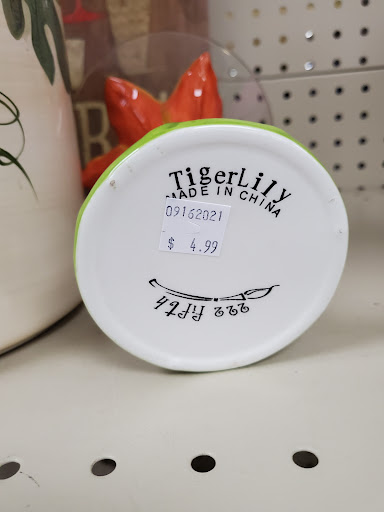 TigerLily
MADE IN CHINA
09162021
$ 4.99
222 fifth